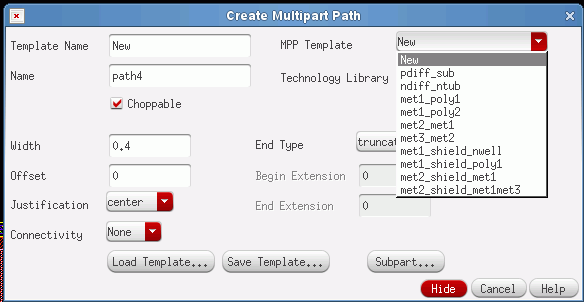 Create Multipart Path
Template Name New MPP Template New
Name path4 Technology Library
Choppable
Width 0.4 End Type truncat
Offset 0 Begin Extension 0
Justification center End Extension 0
Connectivity None
New
pdiff_sub
ndiff_ntub
met1_poly1
met1_poly2
met2_met1
met3_met2
met1_shield_nwell
met1_shield_poly1
met2_shield_met1
met2_shield_met1met3
Load Template... Save Template... Subpart...
Hide Cancel Help